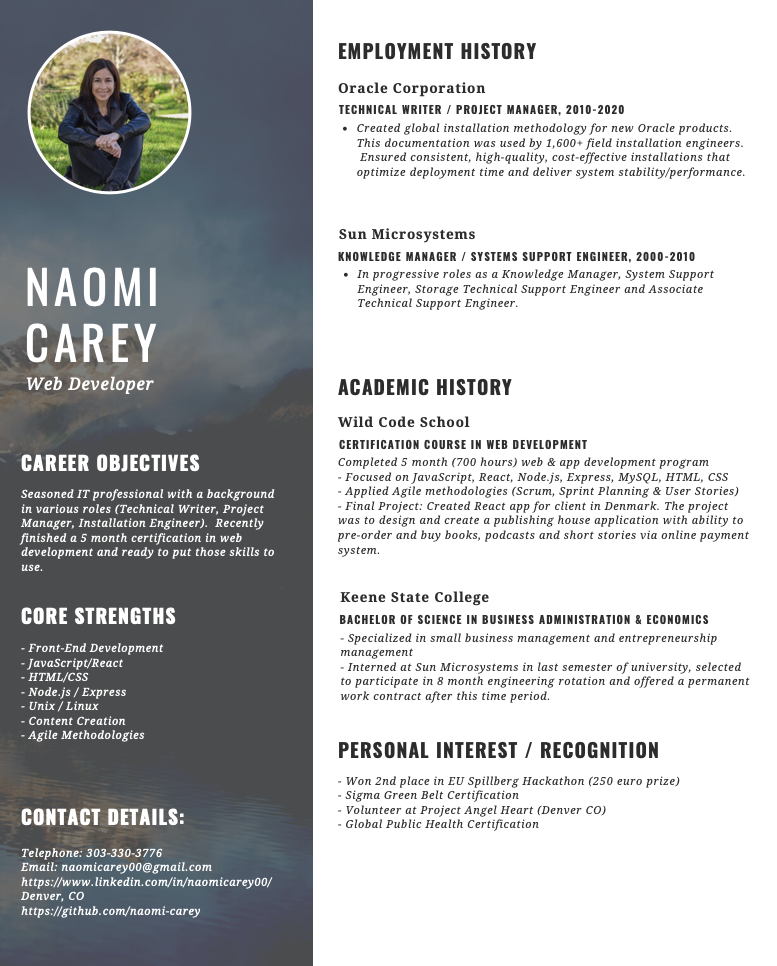 NAOMI
CAREY
Web Developer
CAREER OBJECTIVES
Seasoned IT professional with a background
in various roles (Technical Writer, Project
Manager, Installation Engineer).  Recently
finished a 5 month certification in web
development and ready to put those skills to
use.
CORE STRENGTHS
- Front-End Development
- JavaScript/React
- HTML/CSS
- Node.js / Express
- Unix / Linux
- Content Creation
- Agile Methodologies
CONTACT DETAILS:
Telephone: 303-330-3776
Email: naomicarey00@gmail.com
https://www.linkedin.com/in/naomicarey00/
Denver, CO
https://github.com/naomi-carey
EMPLOYMENT HISTORY
Oracle Corporation
TECHNICAL WRITER / PROJECT MANAGER, 2010-2020
• Created global installation methodology for new Oracle products.
This documentation was used by 1,600+ field installation engineers.
Ensured consistent, high-quality, cost-effective installations that
optimize deployment time and deliver system stability/performance.
Sun Microsystems
KNOWLEDGE MANAGER / SYSTEMS SUPPORT ENGINEER, 2000-2010
• In progressive roles as a Knowledge Manager, System Support
Engineer, Storage Technical Support Engineer and Associate
Technical Support Engineer.
ACADEMIC HISTORY
Wild Code School
CERTIFICATION COURSE IN WEB DEVELOPMENT
Completed 5 month (700 hours) web & app development program
- Focused on JavaScript, React, Node.js, Express, MySQL, HTML, CSS
- Applied Agile methodologies (Scrum, Sprint Planning & User Stories)
- Final Project: Created React app for client in Denmark. The project
was to design and create a publishing house application with ability to
pre-order and buy books, podcasts and short stories via online payment
system.
Keene State College
BACHELOR OF SCIENCE IN BUSINESS ADMINISTRATION & ECONOMICS
- Specialized in small business management and entrepreneurship
management
- Interned at Sun Microsystems in last semester of university, selected
to participate in 8 month engineering rotation and offered a permanent
work contract after this time period.
PERSONAL INTEREST / RECOGNITION
- Won 2nd place in EU Spillberg Hackathon (250 euro prize)
- Sigma Green Belt Certification
- Volunteer at Project Angel Heart (Denver CO)
- Global Public Health Certification